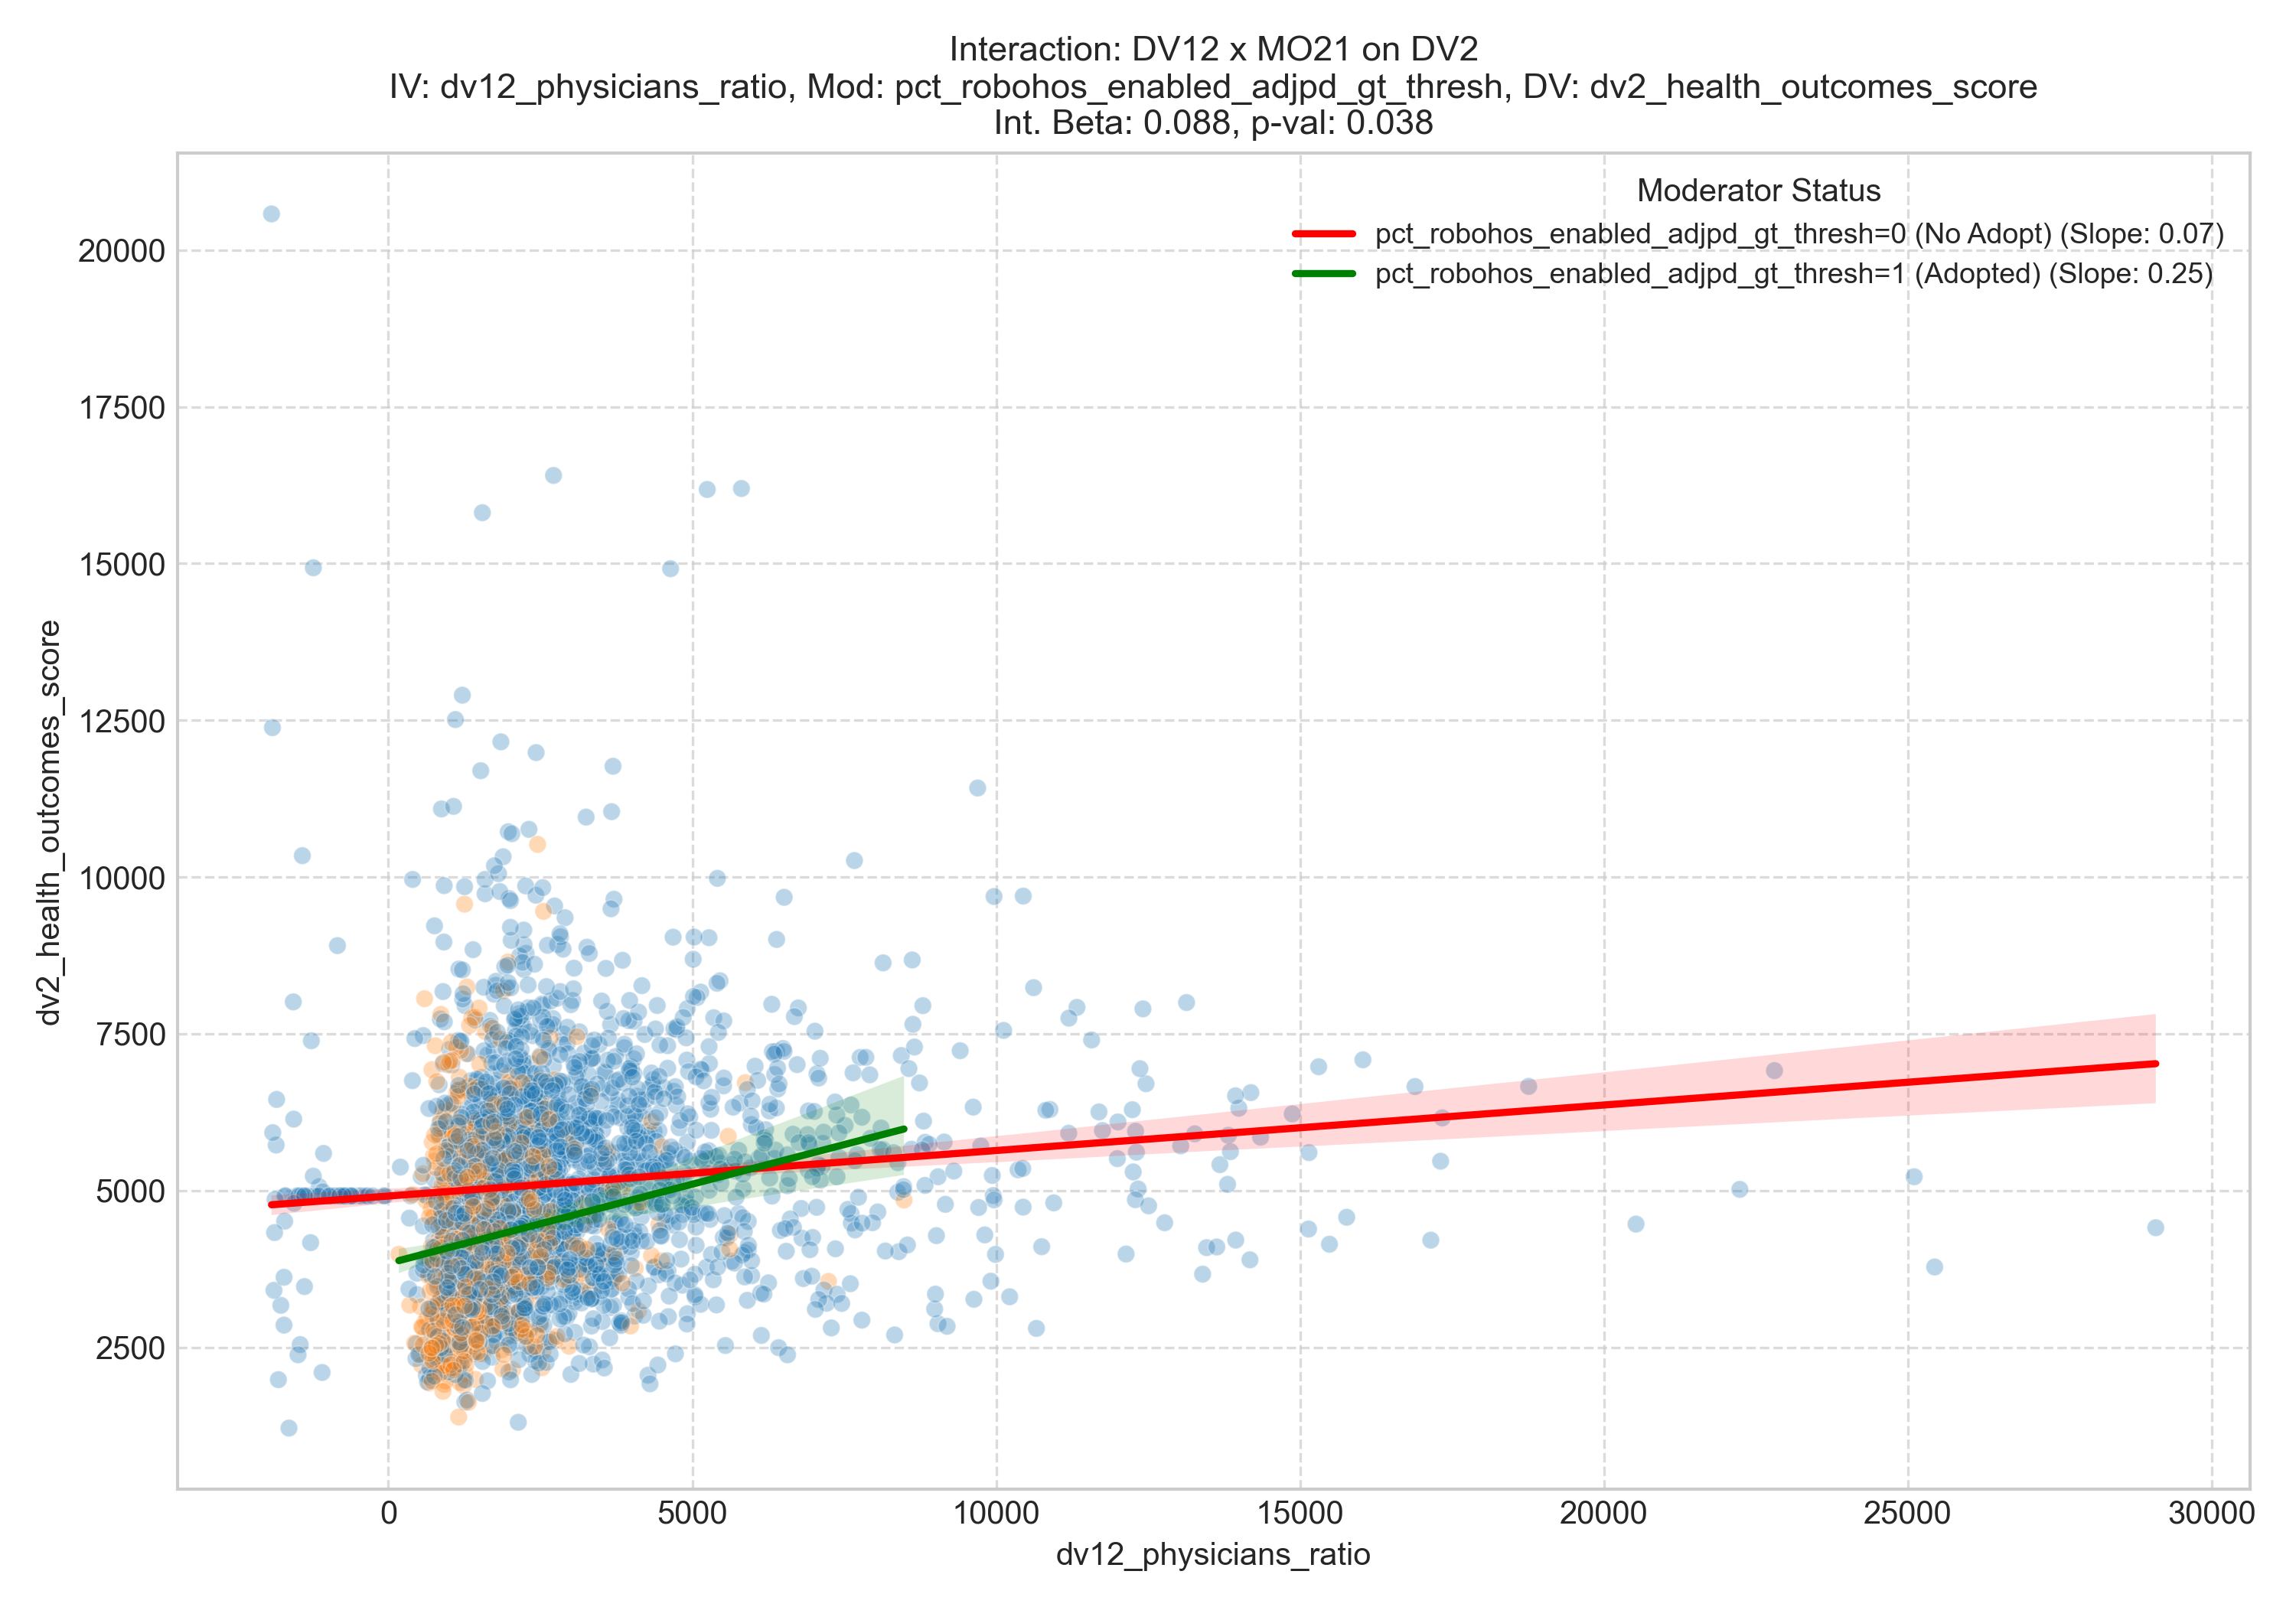 Interaction: DV12 x MO21 on DV2
IV: dv12_physicians_ratio, Mod: pct_robohos_enabled_adjpd_gt_thresh, DV: dv2_health_outcomes_score
Int. Beta: 0.088, p-val: 0.038
Moderator Status
pct_robohos_enabled_adjpd_gt_thresh=0 (No Adopt) (Slope: 0.07)
pct_robohos_enabled_adjpd_gt_thresh=1 (Adopted) (Slope: 0.25)
dv2_health_outcomes_score
20000
17500
15000
12500
10000
7500
5000
2500
0 5000 10000 15000 20000 25000 30000
dv12_physicians_ratio